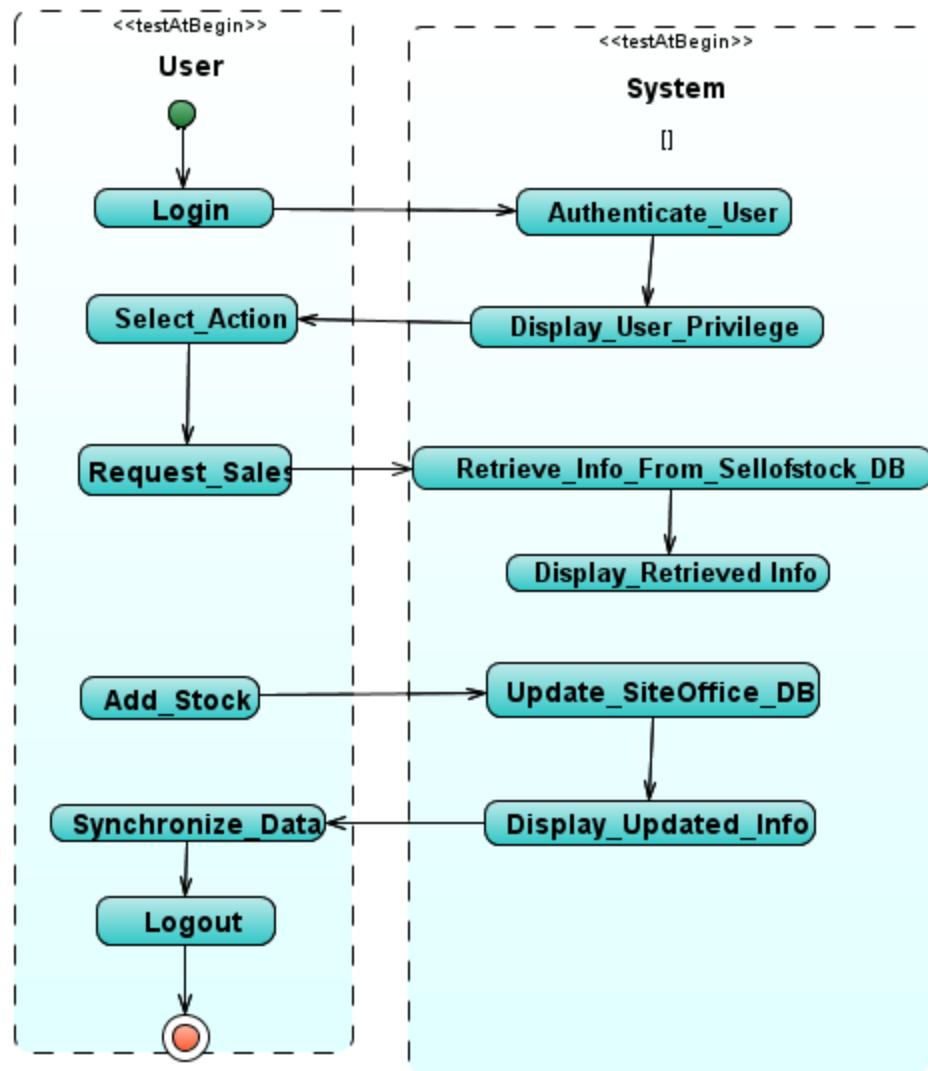 <<testAtBegin>>
User
<<testAtBegin>>
System
[]
Login
Authenticate_User
Select_Action
Display_User_Privilege
Request_Sales
Retrieve_Info_From_Sellofstock_DB
Display_Retrieved Info
Add_Stock
Update_SiteOffice_DB
Synchronize_Data
Display_Updated_Info
Logout